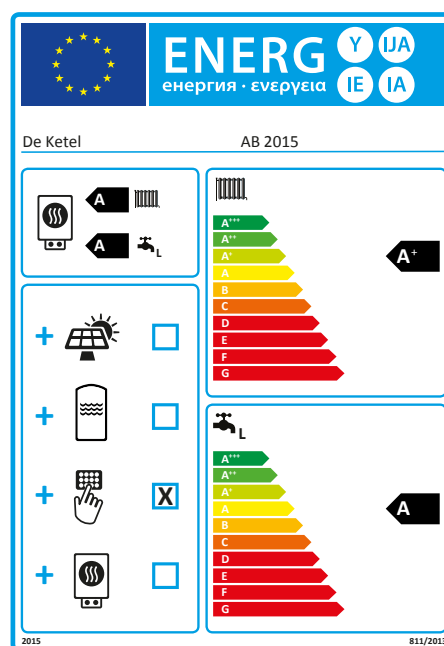 ENERG Y IJA
енергия · ενεργεια IE IA
De Ketel AB 2015
A
A
L
A+++
A++
A+
A
B
C
D
E
F
G
A+
+
+
+ X
+
L
A+++
A++
A+
A
B
C
D
E
F
G
A
2015 811/2013